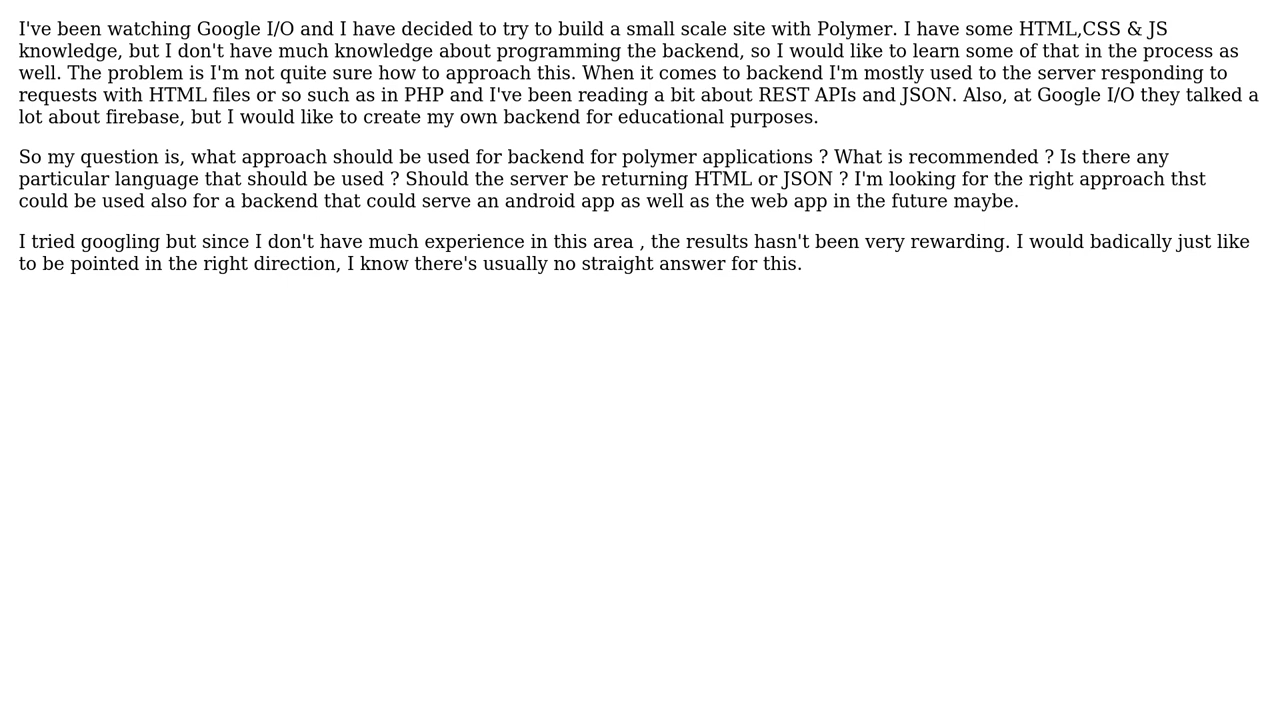 I've been watching Google I/O and I have decided to try to build a small scale site with Polymer. I have some HTML,CSS & JS
knowledge, but I don't have much knowledge about programming the backend, so I would like to learn some of that in the process as
well. The problem is I'm not quite sure how to approach this. When it comes to backend I'm mostly used to the server responding to
requests with HTML files or so such as in PHP and I've been reading a bit about REST APIs and JSON. Also, at Google I/O they talked a
lot about firebase, but I would like to create my own backend for educational purposes.
So my question is, what approach should be used for backend for polymer applications ? What is recommended ? Is there any
particular language that should be used ? Should the server be returning HTML or JSON ? I'm looking for the right approach thst
could be used also for a backend that could serve an android app as well as the web app in the future maybe.
I tried googling but since I don't have much experience in this area , the results hasn't been very rewarding. I would badically just like
to be pointed in the right direction, I know there's usually no straight answer for this.